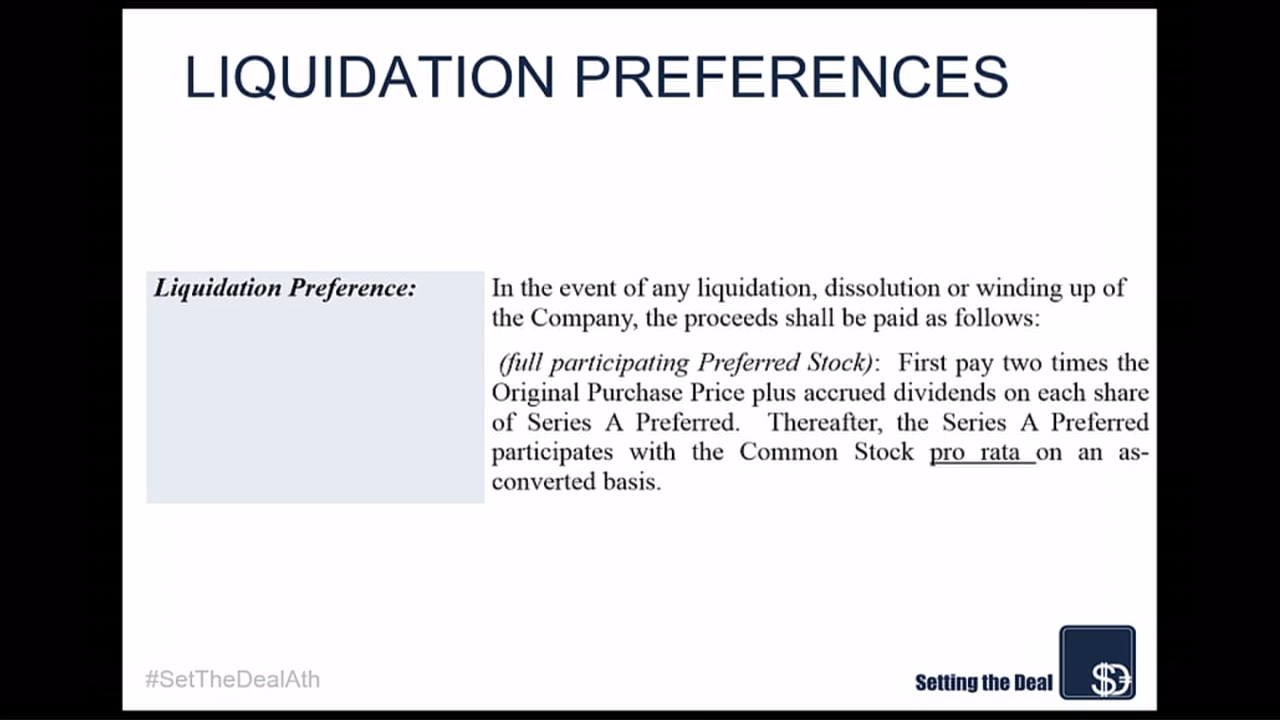 LIQUIDATION PREFERENCES
Liquidation Preference:
In the event of any liquidation, dissolution or winding up of
the Company, the proceeds shall be paid as follows:
(full participating Preferred Stock): First pay two times the
Original Purchase Price plus accrued dividends on each share
of Series A Preferred. Thereafter, the Series A Preferred
participates with the Common Stock pro rata on an as-
converted basis.
#SetTheDealAth
Setting the Deal